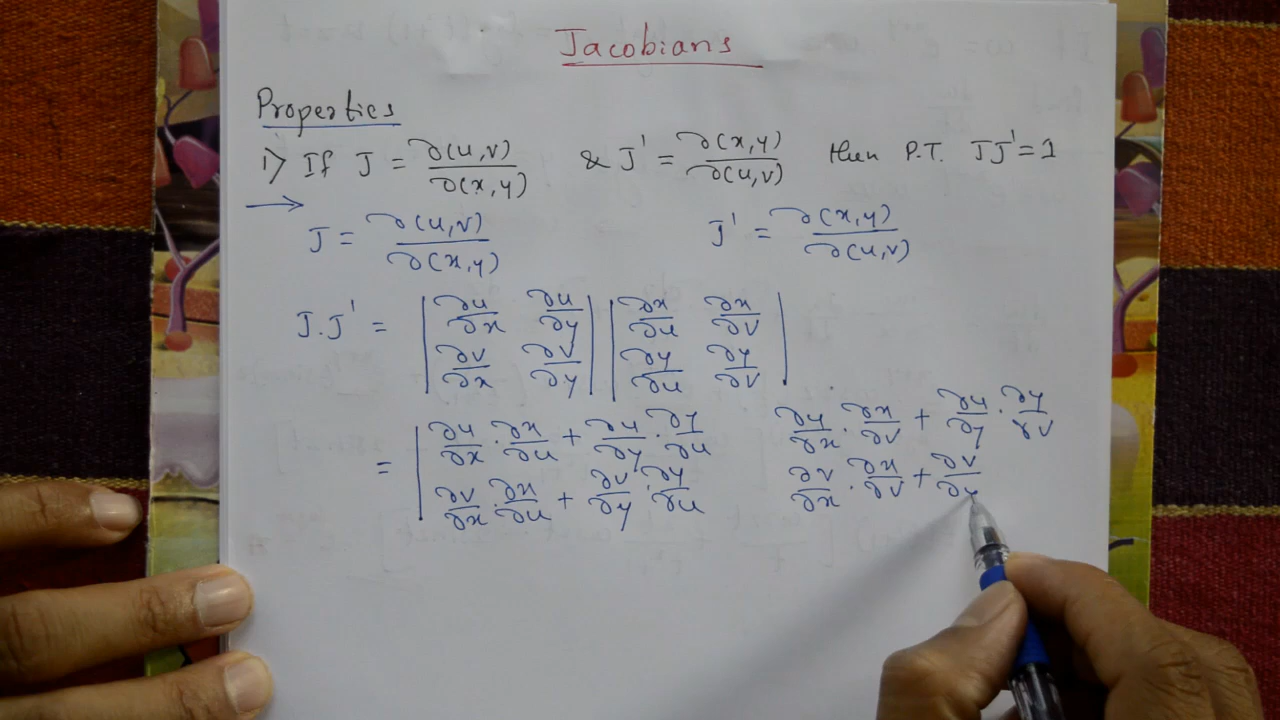 Jacobians
Properties
1) If J = ∂(u,v)/∂(x,y) & J' = ∂(x,y)/∂(u,v) then P.T. JJ'=1
→ J = ∂(u,v)/∂(x,y) J' = ∂(x,y)/∂(u,v)
J.J' = | ∂u/∂x ∂u/∂y | | ∂x/∂u ∂x/∂v |
| ∂v/∂x ∂v/∂y | | ∂y/∂u ∂y/∂v |
= | ∂u/∂x . ∂x/∂u + ∂u/∂y . ∂y/∂u ∂u/∂x . ∂x/∂v + ∂u/∂y . ∂y/∂v
| ∂v/∂x . ∂x/∂u + ∂v/∂y . ∂y/∂u ∂v/∂x . ∂x/∂v + ∂v/∂y